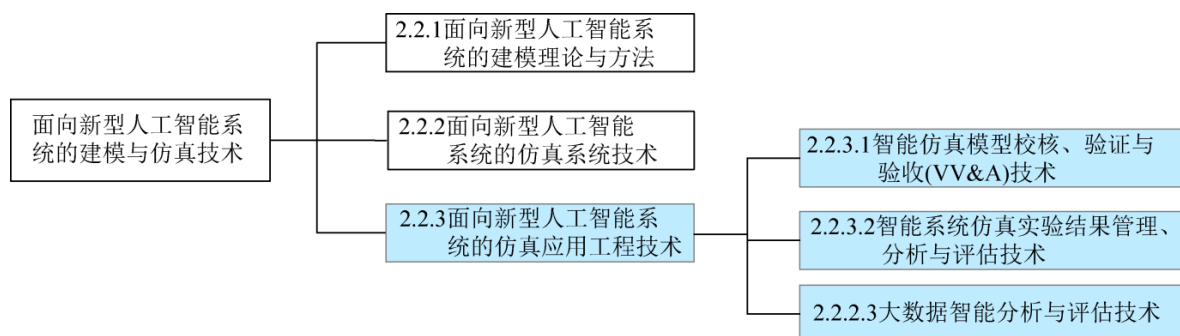 面向新型人工智能系
统的建模与仿真技术
2.2.1面向新型人工智能系
统的建模理论与方法
2.2.2面向新型人工智能
系统的仿真系统技术
2.2.3面向新型人工智能系
统的仿真应用工程技术
2.2.3.1智能仿真模型校核、验证与
验收(VV&A)技术
2.2.3.2智能系统仿真实验结果管理、
分析与评估技术
2.2.2.3大数据智能分析与评估技术